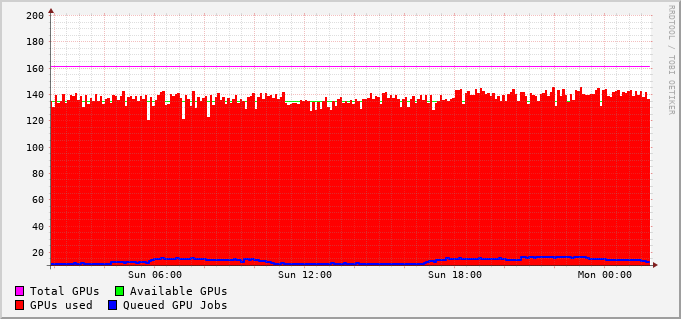 200
180
160
140
120
100
80
60
40
20
Sun 06:00 Sun 12:00 Sun 18:00 Mon 00:00
Total GPUs Available GPUs
GPUs used Queued GPU Jobs
RRDTOOL / TOBI OETIKER